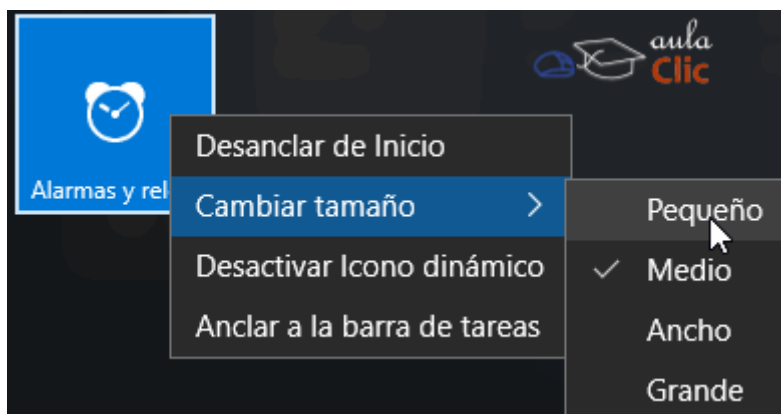 aula
Clic
Alarmas y rel
Desanclar de Inicio
Cambiar tamaño
Desactivar Icono dinámico
Anclar a la barra de tareas
Pequeño
Medio
Ancho
Grande